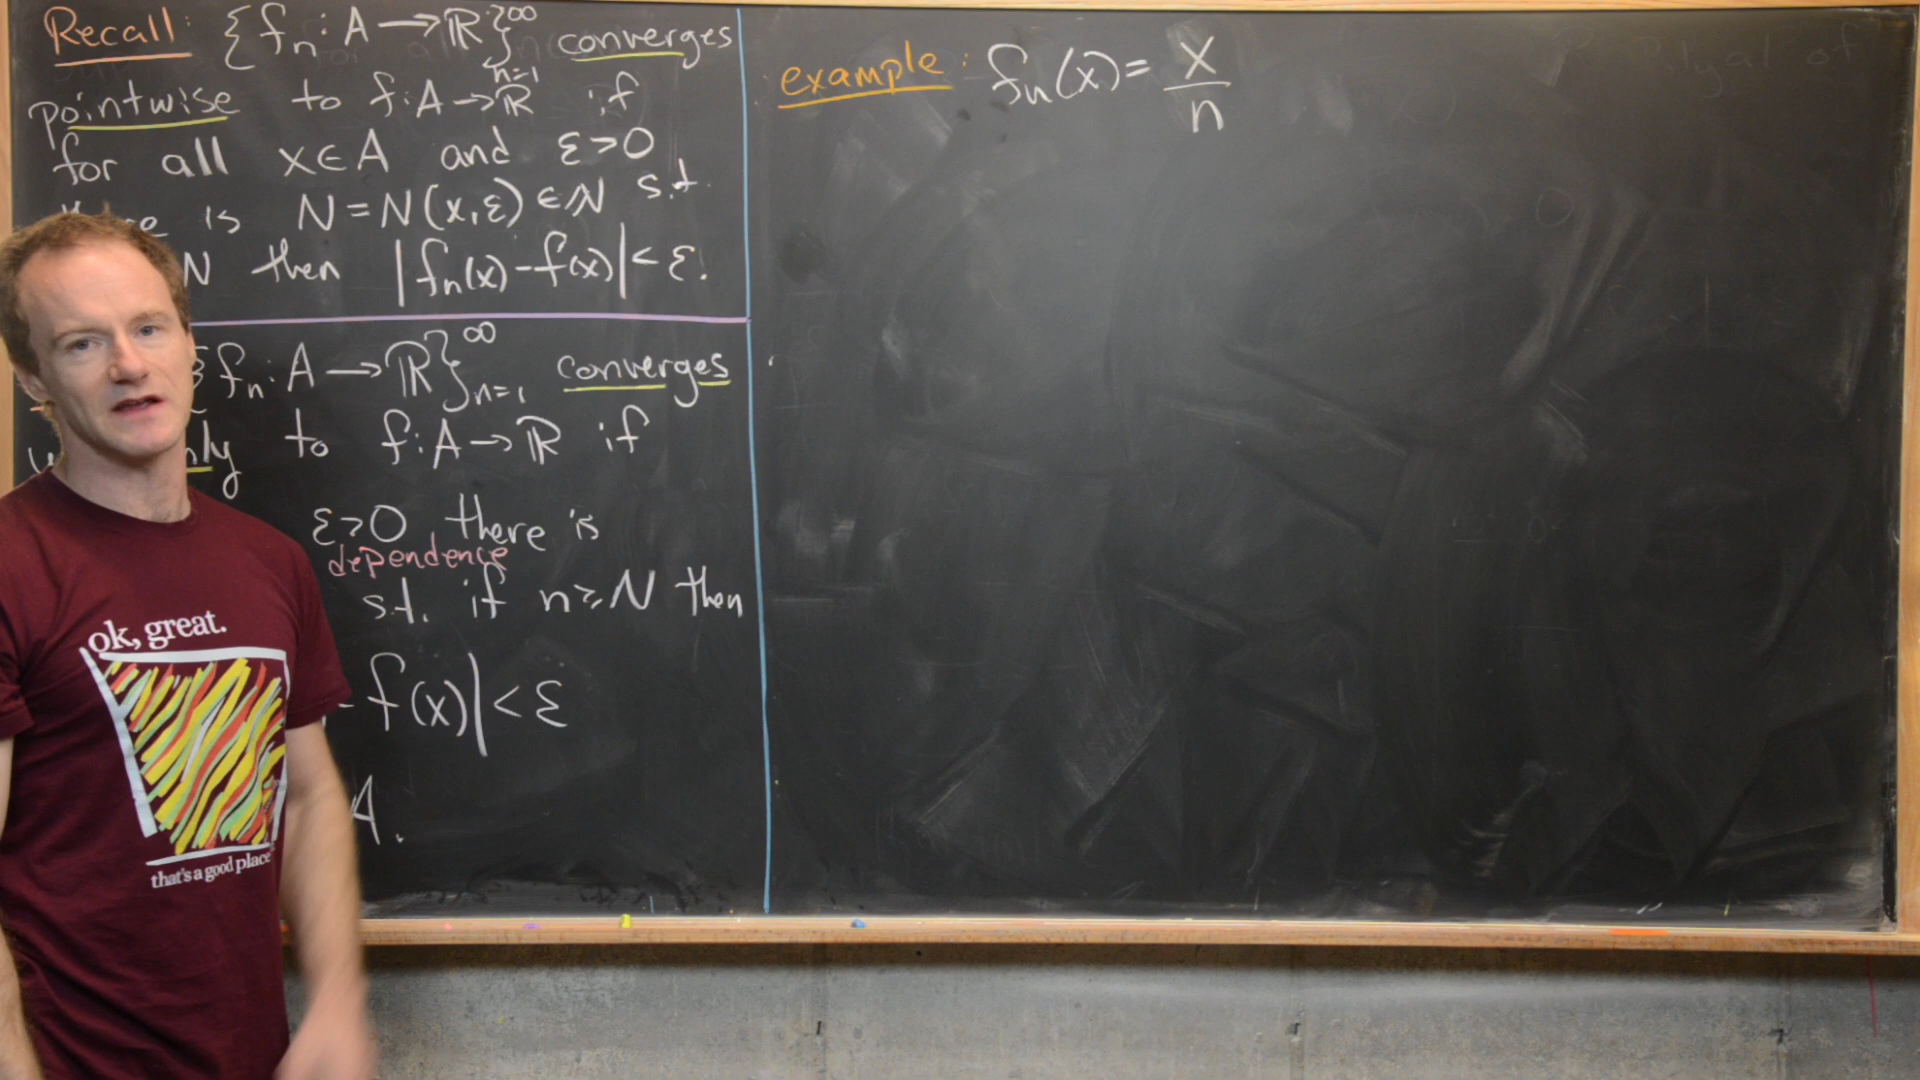 Recall: {fₙ: A → ℝ}ₙ₌₁^∞ converges
pointwise to f: A → ℝ if
for all x ∈ A and ε > 0
is N = N(x, ε) ∈ ℕ s.t.
N then |fₙ(x) - f(x)| < ε.
{fₙ: A → ℝ}ₙ₌₁^∞ converges
to f: A → ℝ if
ε > 0 there is
dependence
s.t. if n ≥ N then
- f(x)| < ε
A.
example: fₙ(x) = x/n
ok, great.
that's a good place